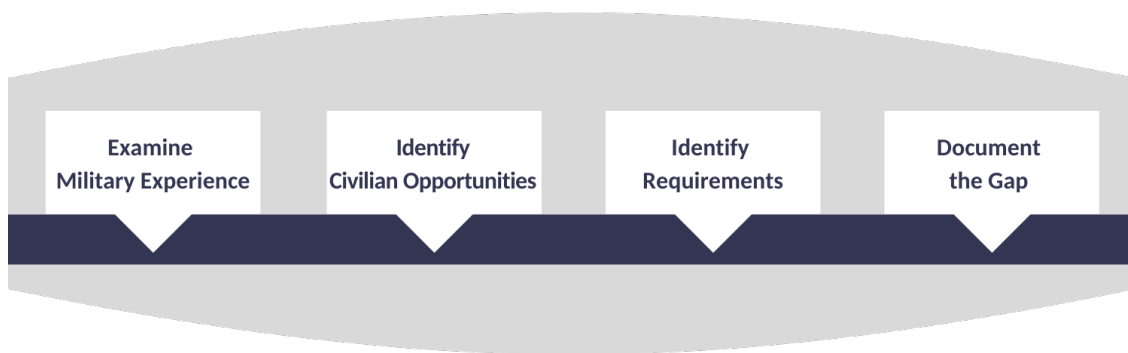 Examine
Military Experience
Identify
Civilian Opportunities
Identify
Requirements
Document
the Gap